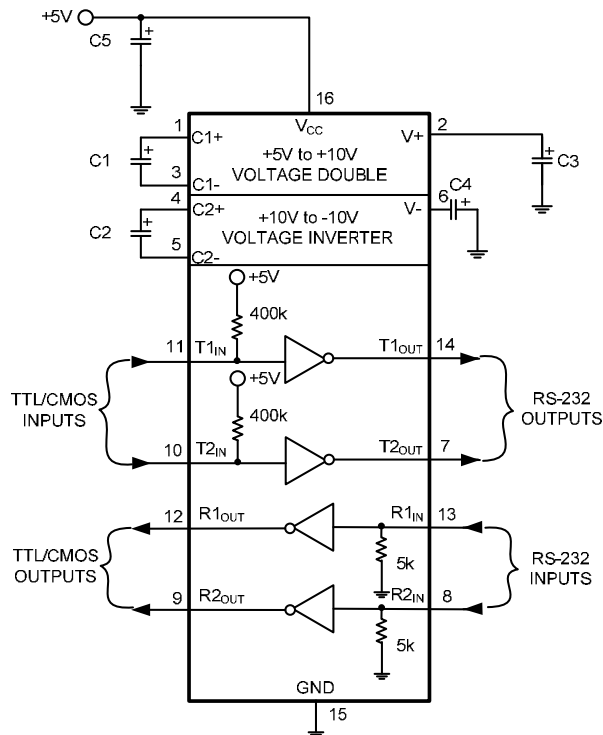 +5V
C5
+
16
1
C1+
VCC
V+
2
+
C1
+5V to +10V
VOLTAGE DOUBLE
+
C3
3
C1-
4
C2+
V-
6
C4
+
+
C2
+10V to -10V
VOLTAGE INVERTER
5
C2-
+5V
400k
11
T1IN
T1OUT
14
+5V
TTL/CMOS
INPUTS
RS-232
OUTPUTS
400k
10
T2IN
T2OUT
7
12
R1OUT
R1IN
13
TTL/CMOS
OUTPUTS
5k
RS-232
INPUTS
9
R2OUT
R2IN
8
5k
GND
15